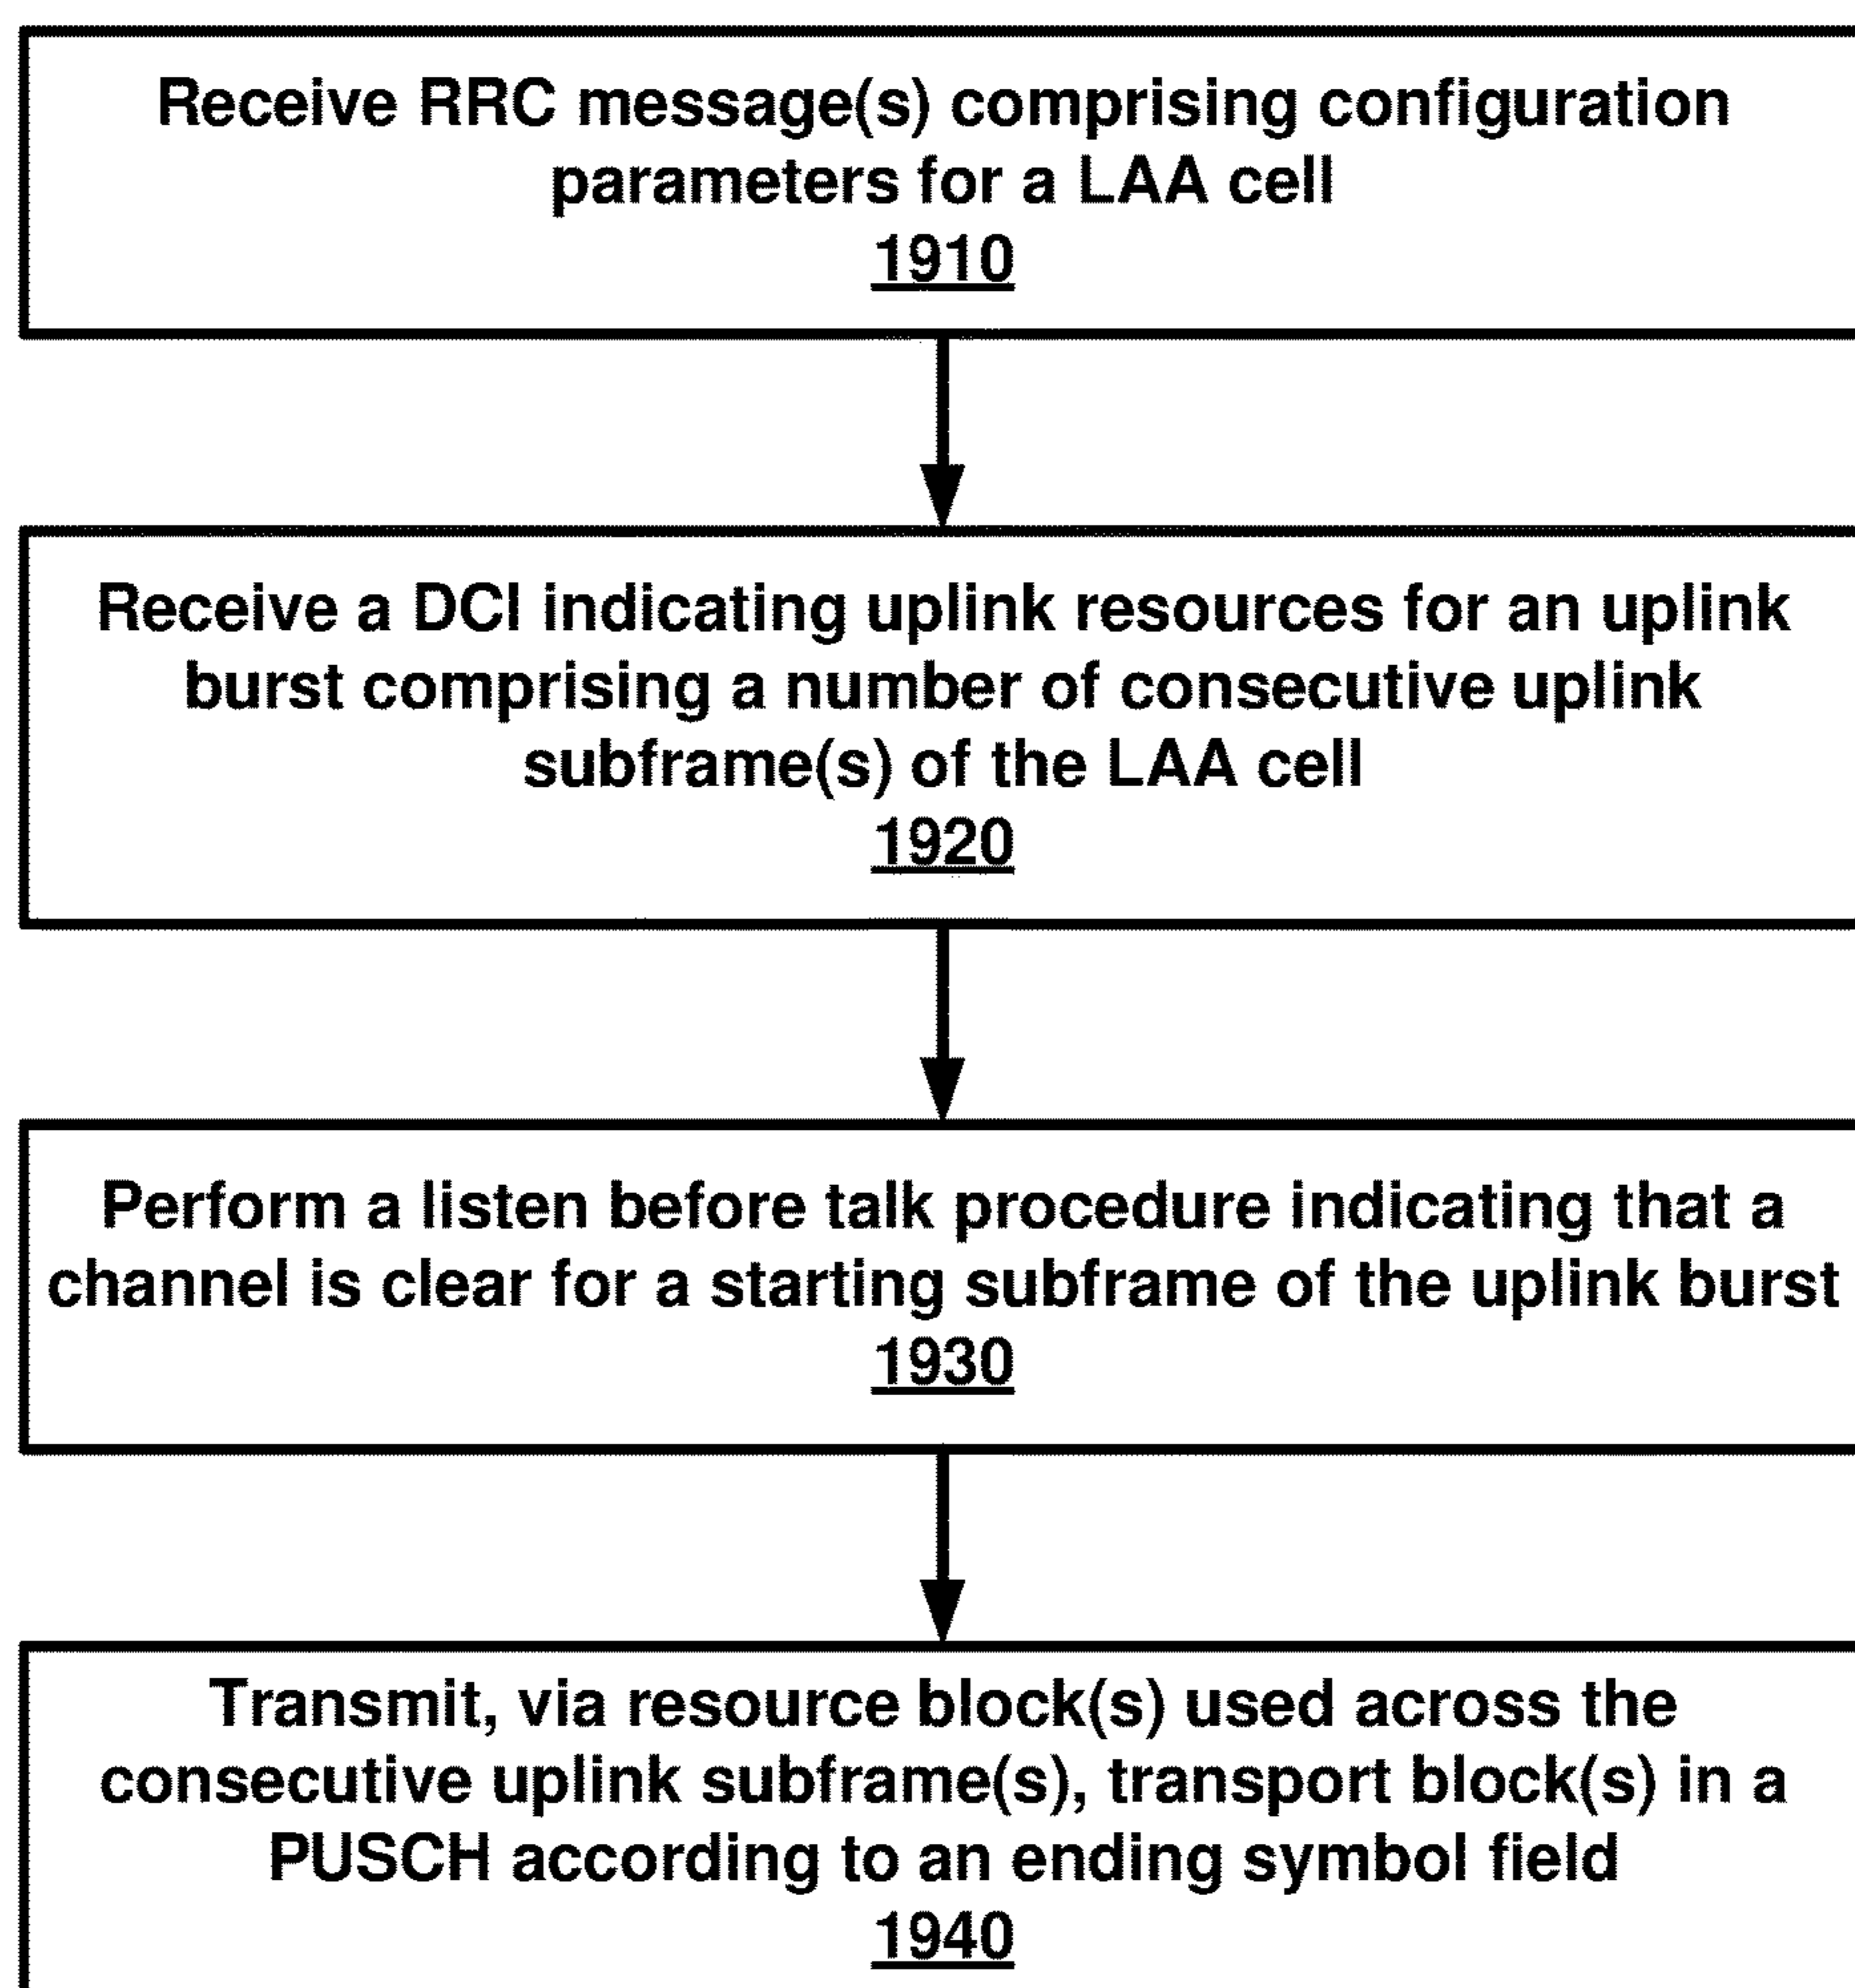 Receive RRC message(s) comprising configuration
parameters for a LAA cell
1910
Receive a DCI indicating uplink resources for an uplink
burst comprising a number of consecutive uplink
subframe(s) of the LAA cell
1920
Perform a listen before talk procedure indicating that a
channel is clear for a starting subframe of the uplink burst
1930
Transmit, via resource block(s) used across the
consecutive uplink subframe(s), transport block(s) in a
PUSCH according to an ending symbol field
1940